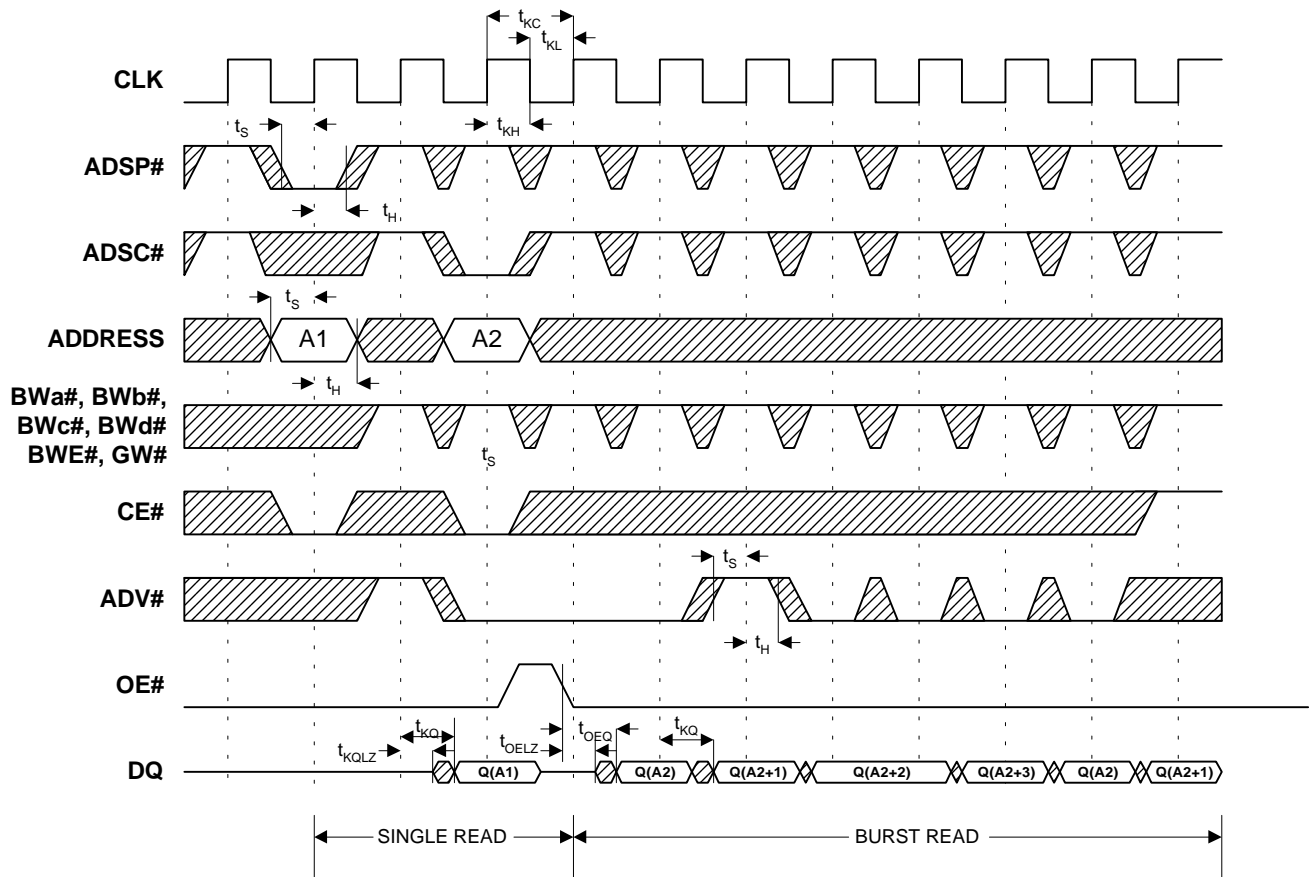 tKC
tKL
CLK
tS
tKH
ADSP#
tH
ADSC#
tS
ADDRESS
A1
A2
tH
BWa#, BWb#,
BWc#, BWd#
BWE#, GW#
tS
CE#
tS
ADV#
tH
OE#
tKQ
tOEQ
tKQ
tKQLZ
tOELZ
DQ
Q(A1)
Q(A2)
Q(A2+1)
Q(A2+2)
Q(A2+3)
Q(A2)
Q(A2+1)
SINGLE READ
BURST READ